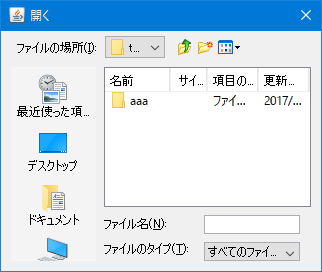 開く
ファイルの場所(I):
t...
名前 サイ... 項目の... 更新...
aaa ファイ... 2017/...
最近使った項...
デスクトップ
ドキュメント
ファイル名(N):
ファイルのタイプ(T):
すべてのファイ...